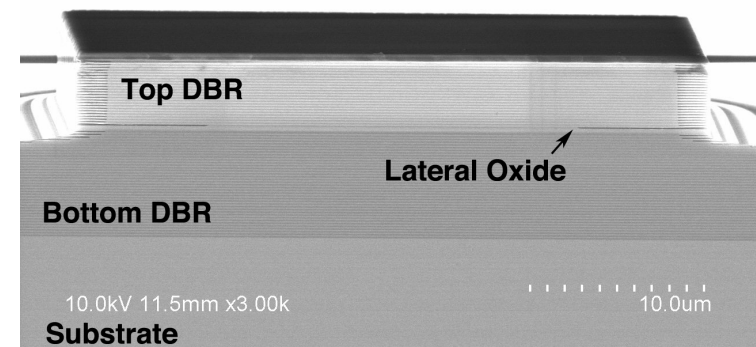 Top DBR
Lateral Oxide
Bottom DBR
10.0kV 11.5mm x3.00k
10.0um
Substrate